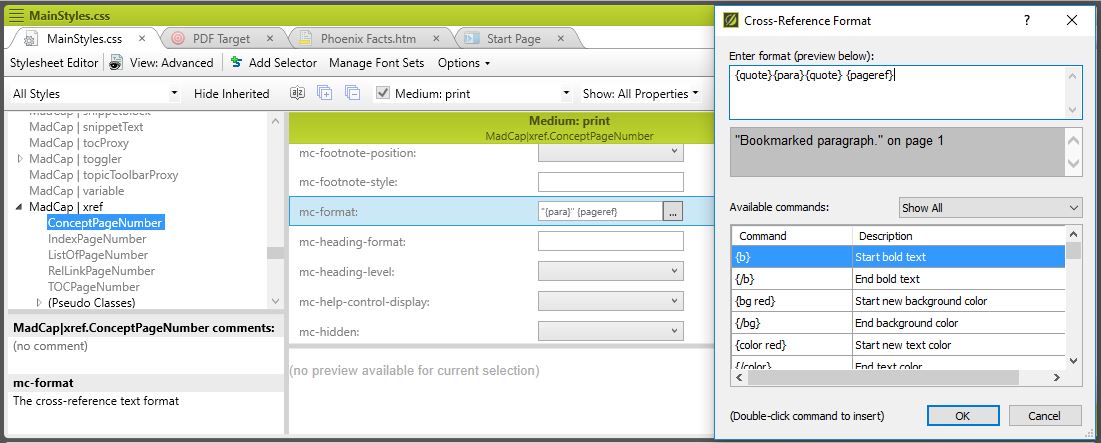 MainStyles.css
MainStyles.css PDF Target Phoenix Facts.htm Start Page
Stylesheet Editor View: Advanced Add Selector Manage Font Sets Options
All Styles Hide Inherited Medium: print Show: All Properties
MadCap | snippetBlock
MadCap | snippetText
MadCap | tocProxy
MadCap | toggler
MadCap | topicToolbarProxy
MadCap | variable
MadCap | xref
ConceptPageNumber
IndexPageNumber
ListOfPageNumber
RelLinkPageNumber
TOCPageNumber
(Pseudo Classes)
MadCap|xref.ConceptPageNumber comments:
(no comment)
mc-format
The cross-reference text format
Medium: print
MadCap|xref.ConceptPageNumber
mc-footnote-position:
mc-footnote-style:
mc-format: "{para}" {pageref} ...
mc-heading-format:
mc-heading-level:
mc-help-control-display:
mc-hidden:
(no preview available for current selection)
Cross-Reference Format
Enter format (preview below):
{quote}{para}{quote} {pageref}
"Bookmarked paragraph." on page 1
Available commands: Show All
Command Description
{b} Start bold text
{/b} End bold text
{bg red} Start new background color
{/bg} End background color
{color red} Start new text color
{/color} End text color
(Double-click command to insert) OK Cancel